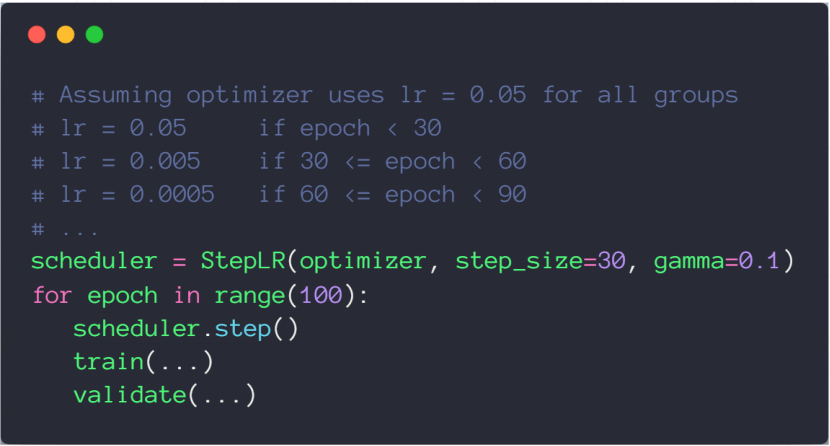 # Assuming optimizer uses lr = 0.05 for all groups
# lr = 0.05     if epoch < 30
# lr = 0.005    if 30 <= epoch < 60
# lr = 0.0005   if 60 <= epoch < 90
# ...
scheduler = StepLR(optimizer, step_size=30, gamma=0.1)
for epoch in range(100):
   scheduler.step()
   train(...)
   validate(...)